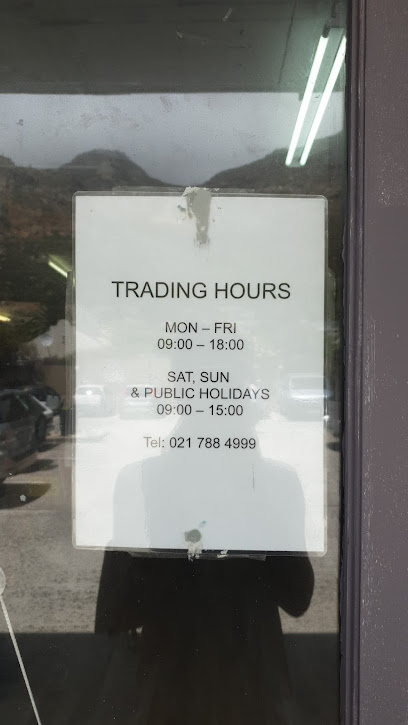 TRADING HOURS
MON – FRI
09:00 – 18:00
SAT, SUN
& PUBLIC HOLIDAYS
09:00 – 15:00
Tel: 021 788 4999